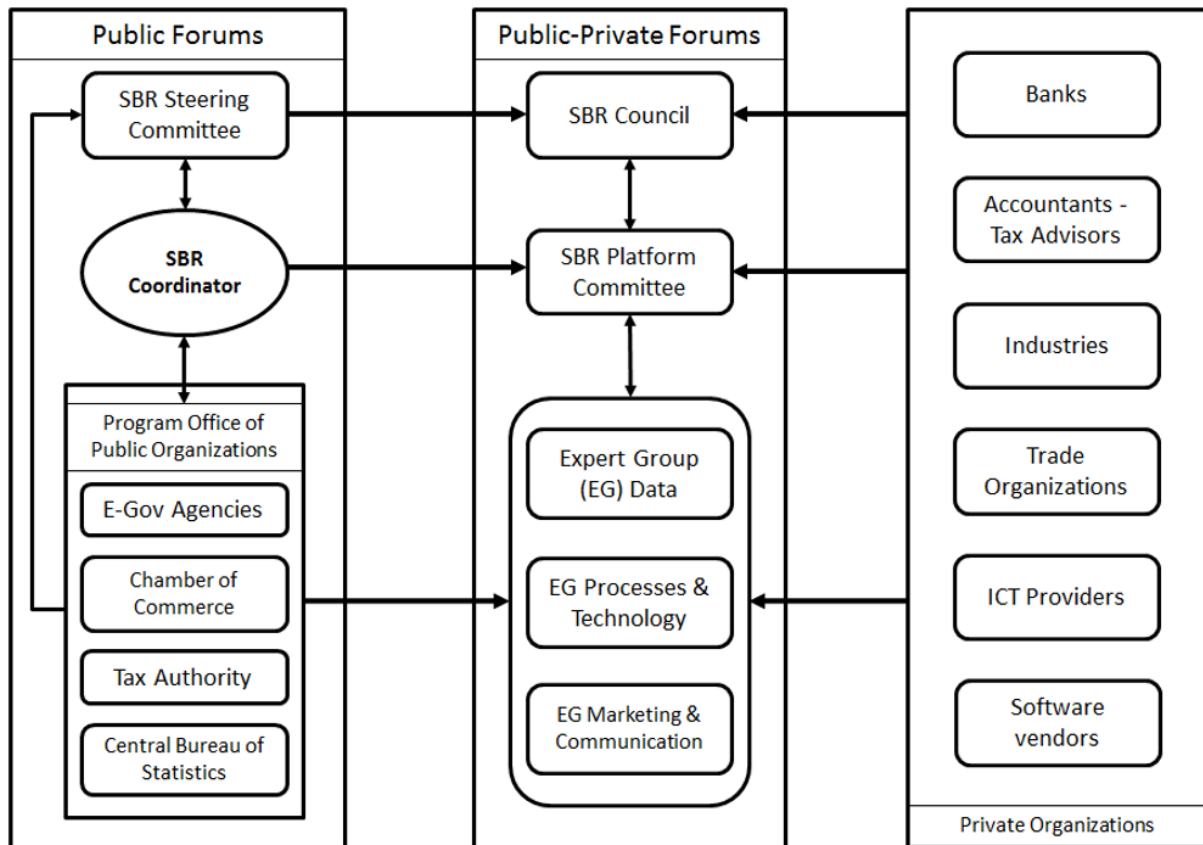 Public Forums
SBR Steering
Committee
SBR
Coordinator
Program Office of
Public Organizations
E-Gov Agencies
Chamber of
Commerce
Tax Authority
Central Bureau of
Statistics
Public-Private Forums
SBR Council
SBR Platform
Committee
Expert Group
(EG) Data
EG Processes &
Technology
EG Marketing &
Communication
Banks
Accountants -
Tax Advisors
Industries
Trade
Organizations
ICT Providers
Software
vendors
Private Organizations